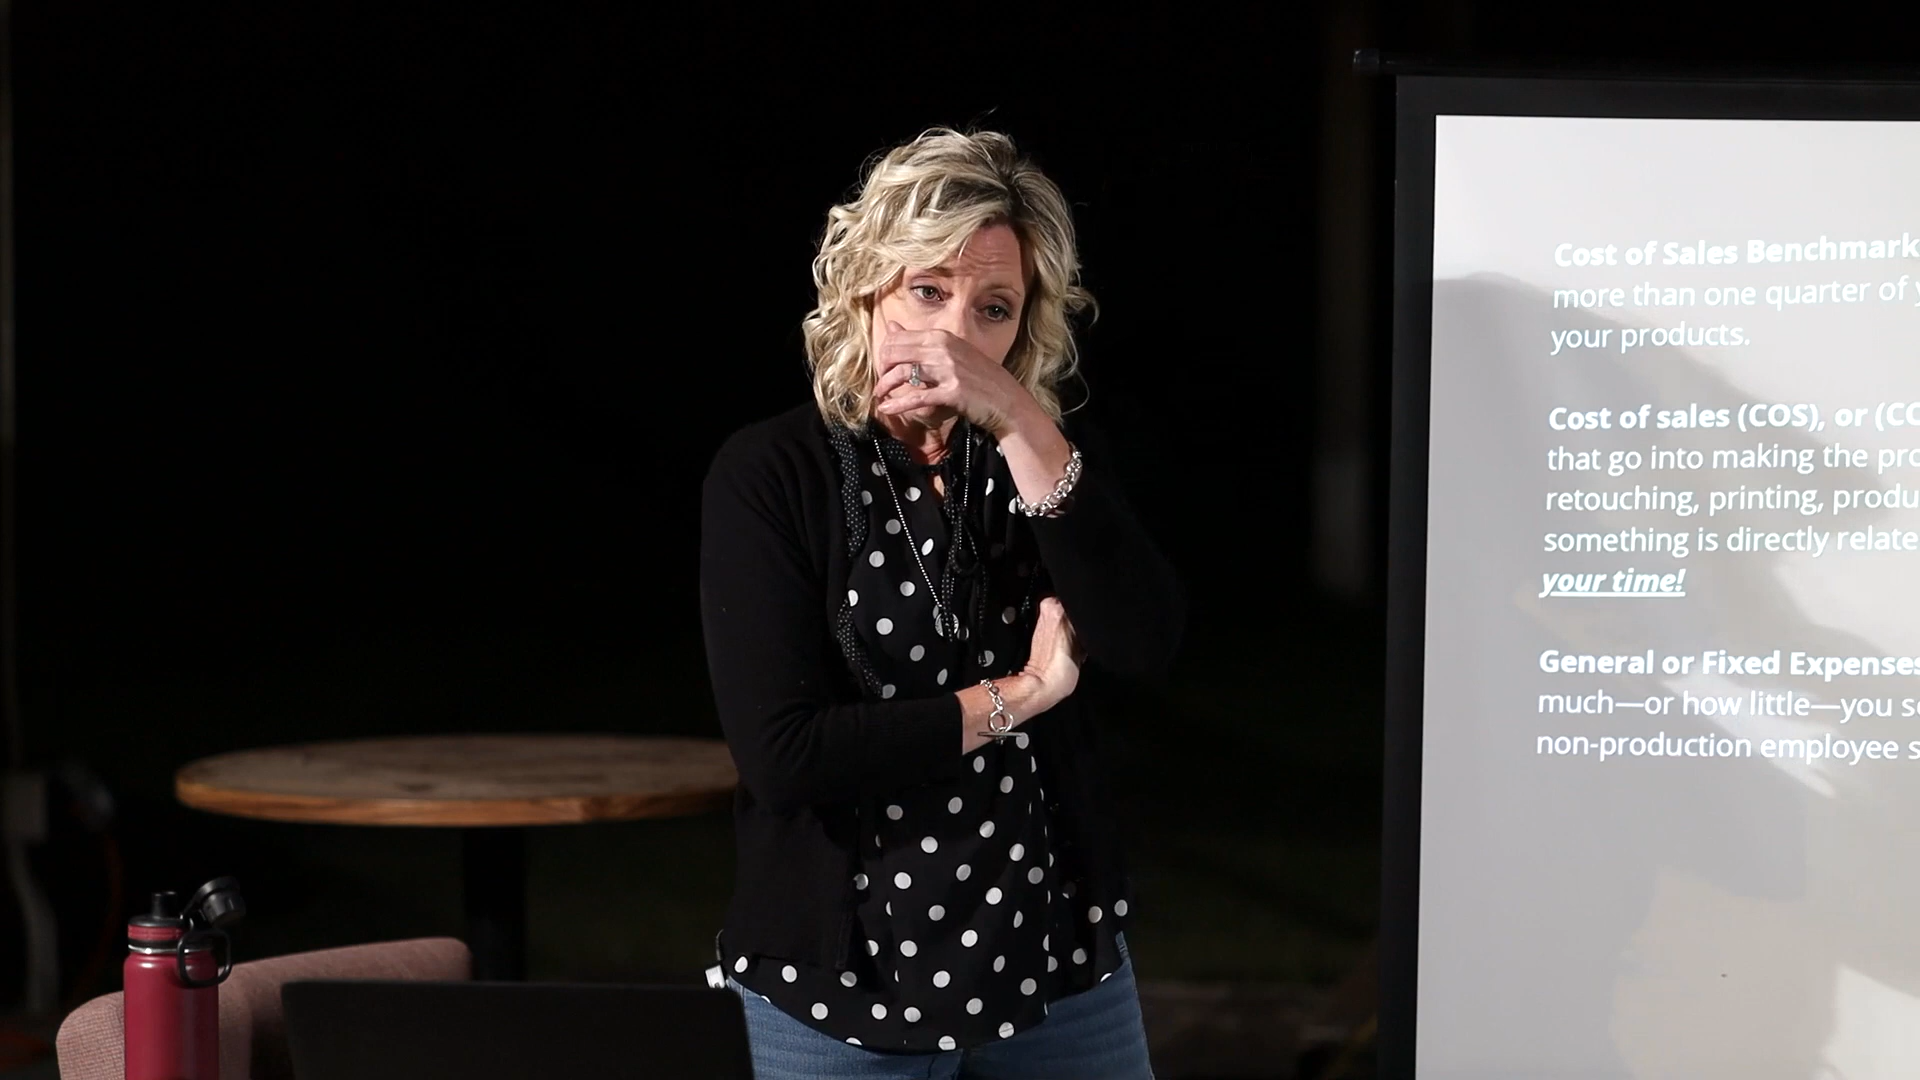 Cost of Sales Benchmark
more than one quarter of
your products.
Cost of sales (COS), or
that go into making the
retouching, printing,
something is directly
your time!
General or Fixed Expenses
much—or how little—you
non-production employee